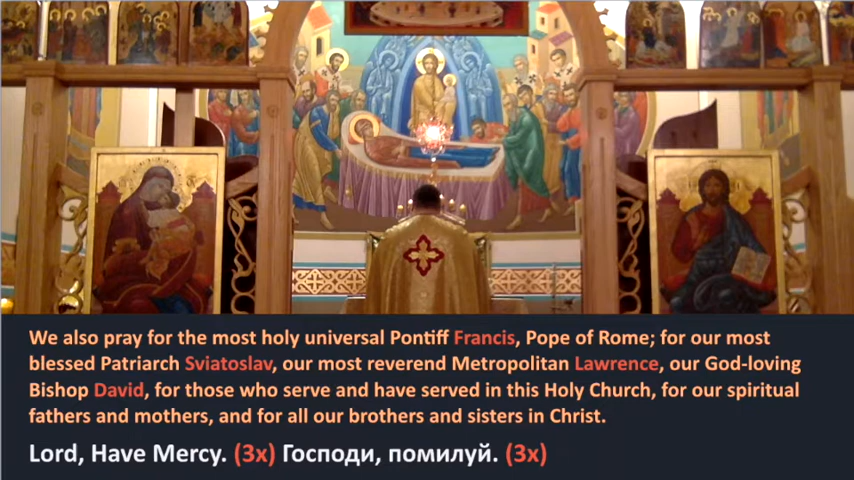 We also pray for the most holy universal Pontiff Francis, Pope of Rome; for our most
blessed Patriarch Sviatoslav, our most reverend Metropolitan Lawrence, our God-loving
Bishop David, for those who serve and have served in this Holy Church, for our spiritual
fathers and mothers, and for all our brothers and sisters in Christ.
Lord, Have Mercy. (3x) Господи, помилуй. (3x)